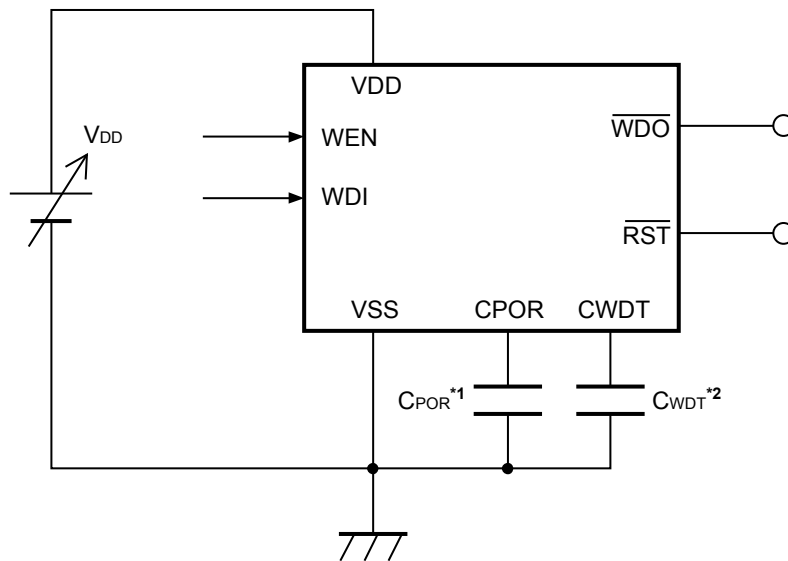 VDD
VDD
WEN
WDI
WDO
RST
VSS
CPOR
CWDT
CPOR*1
CWDT*2